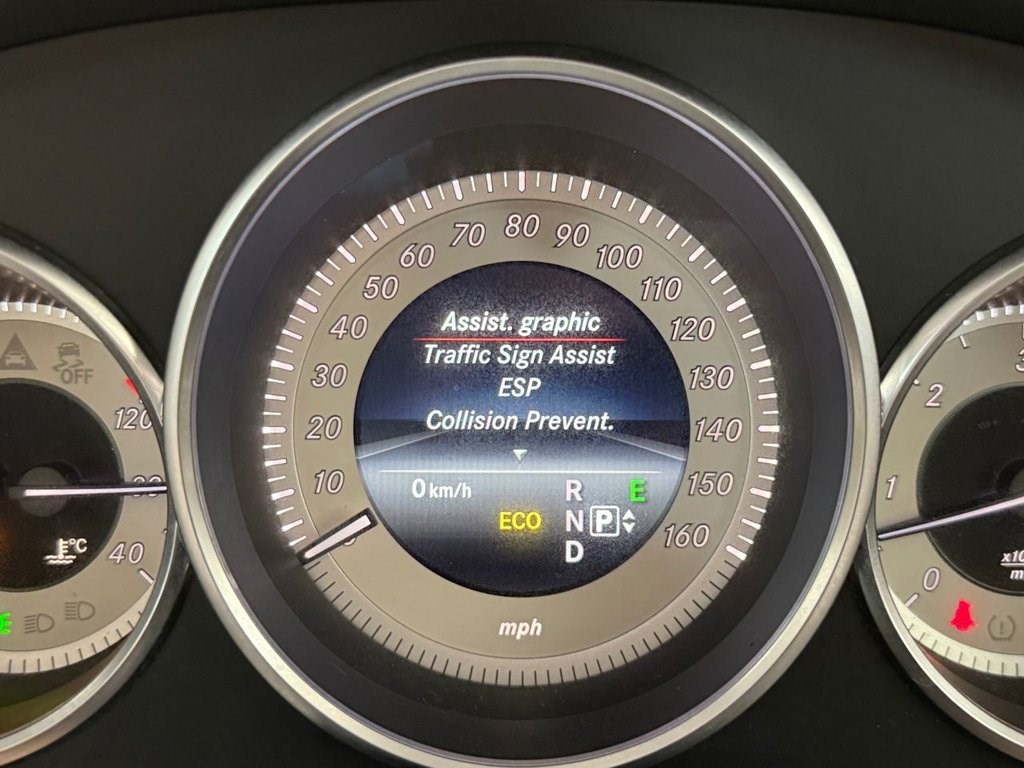 80
70 90
60 100
50 110
40 120
30 130
20 140
10 150
160
mph
Assist. graphic
Traffic Sign Assist
ESP
Collision Prevent.
0 km/h
R E
ECO N P
D
OFF
120
40
°C
2
1
0